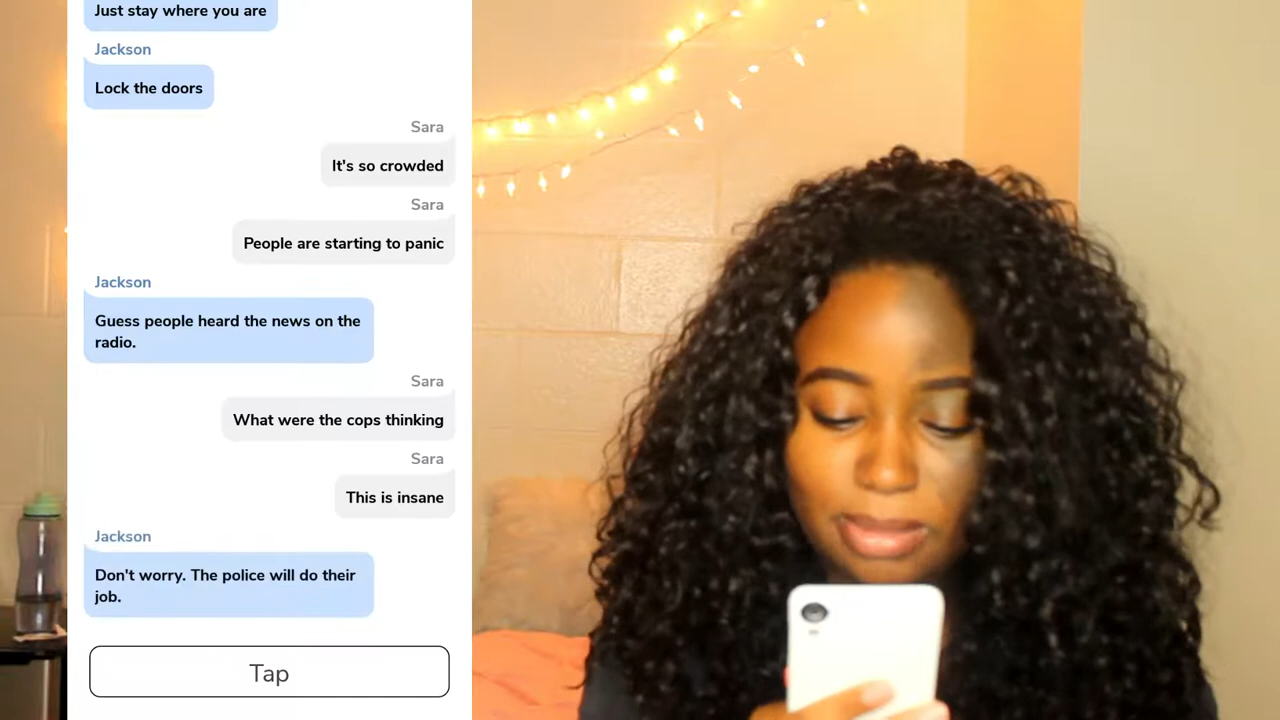 Just stay where you are
Jackson
Lock the doors
Sara
It's so crowded
Sara
People are starting to panic
Jackson
Guess people heard the news on the
radio.
Sara
What were the cops thinking
Sara
This is insane
Jackson
Don't worry. The police will do their
job.
Tap